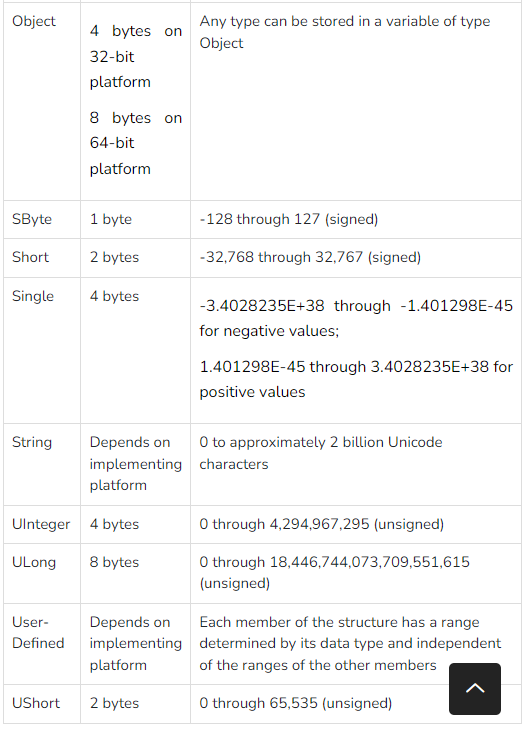 Object
4 bytes on
32-bit
platform
8 bytes on
64-bit
platform
Any type can be stored in a variable of type
Object
SByte
1 byte
-128 through 127 (signed)
Short
2 bytes
-32,768 through 32,767 (signed)
Single
4 bytes
-3.4028235E+38 through -1.401298E-45
for negative values;
1.401298E-45 through 3.4028235E+38 for
positive values
String
Depends on
implementing
platform
0 to approximately 2 billion Unicode
characters
UInteger
4 bytes
0 through 4,294,967,295 (unsigned)
ULong
8 bytes
0 through 18,446,744,073,709,551,615
(unsigned)
User-
Defined
Depends on
implementing
platform
Each member of the structure has a range
determined by its data type and independent
of the ranges of the other members
UShort
2 bytes
0 through 65,535 (unsigned)